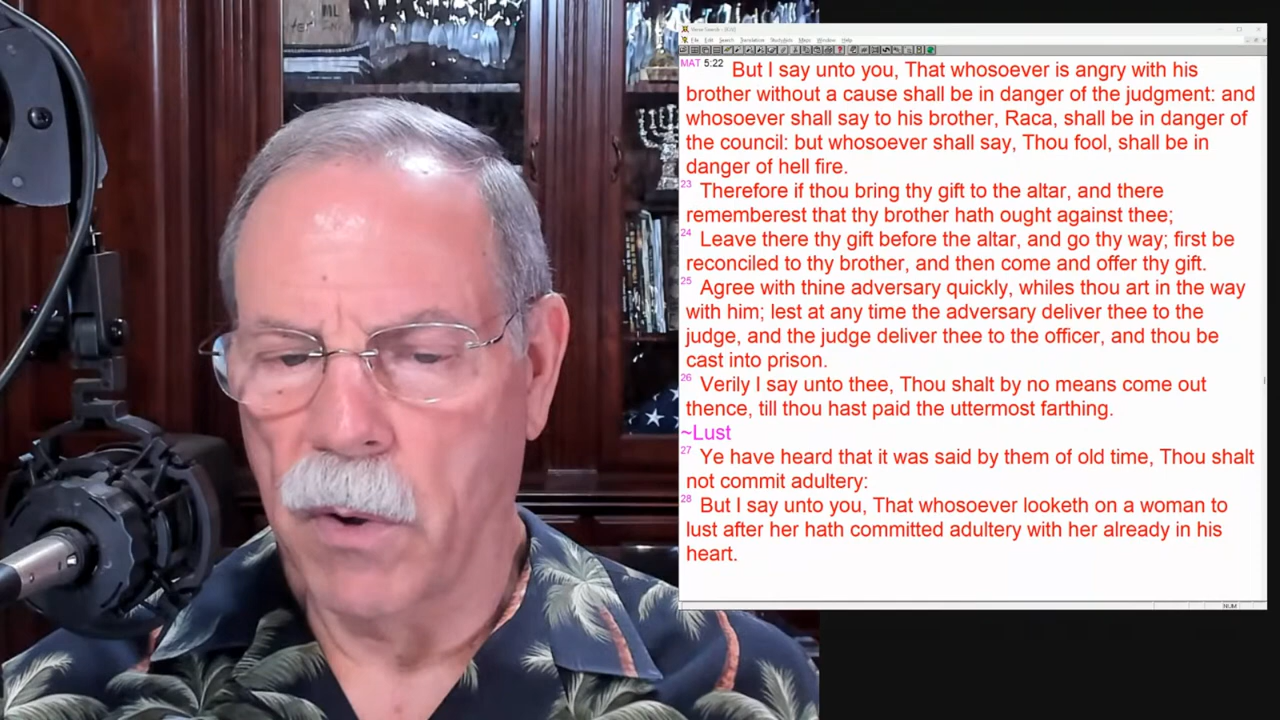 ML
File Edit Search Translation StudyAids Maps Window Help
MAT 5:22 But I say unto you, That whosoever is angry with his
brother without a cause shall be in danger of the judgment: and
whosoever shall say to his brother, Raca, shall be in danger of
the council: but whosoever shall say, Thou fool, shall be in
danger of hell fire.
23 Therefore if thou bring thy gift to the altar, and there
rememberest that thy brother hath ought against thee;
24 Leave there thy gift before the altar, and go thy way; first be
reconciled to thy brother, and then come and offer thy gift.
25 Agree with thine adversary quickly, whiles thou art in the way
with him; lest at any time the adversary deliver thee to the
judge, and the judge deliver thee to the officer, and thou be
cast into prison.
26 Verily I say unto thee, Thou shalt by no means come out
thence, till thou hast paid the uttermost farthing.
~Lust
27 Ye have heard that it was said by them of old time, Thou shalt
not commit adultery:
28 But I say unto you, That whosoever looketh on a woman to
lust after her hath committed adultery with her already in his
heart.
NUM